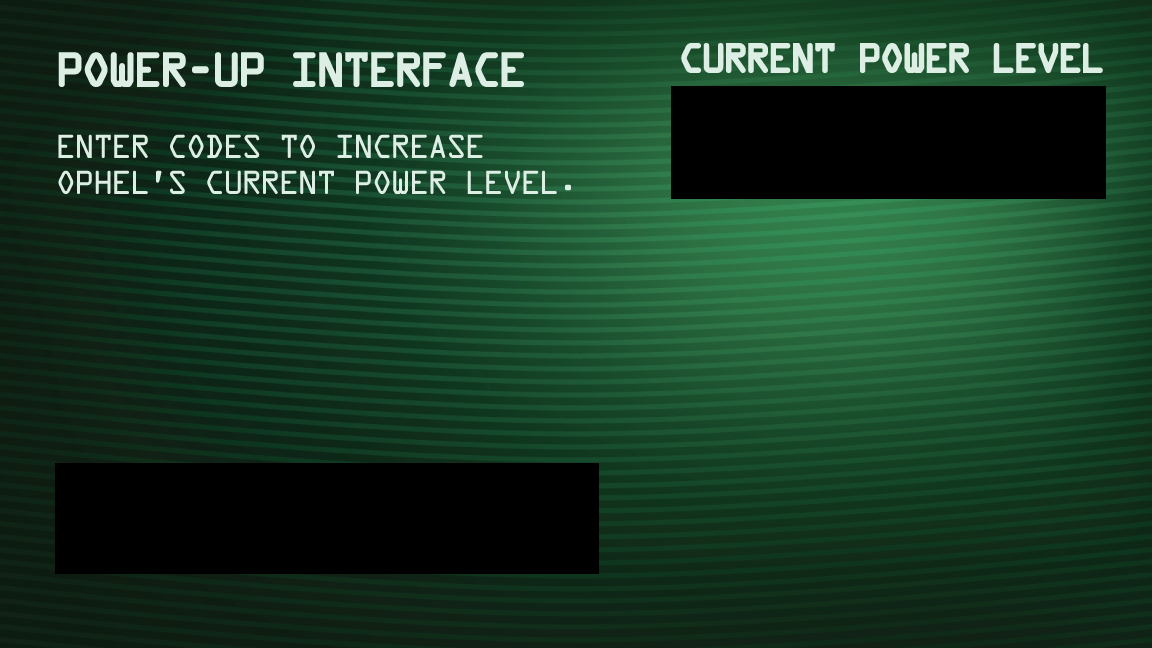 POWER-UP INTERFACE
CURRENT POWER LEVEL
ENTER CODES TO INCREASE
OPHEL'S CURRENT POWER LEVEL.